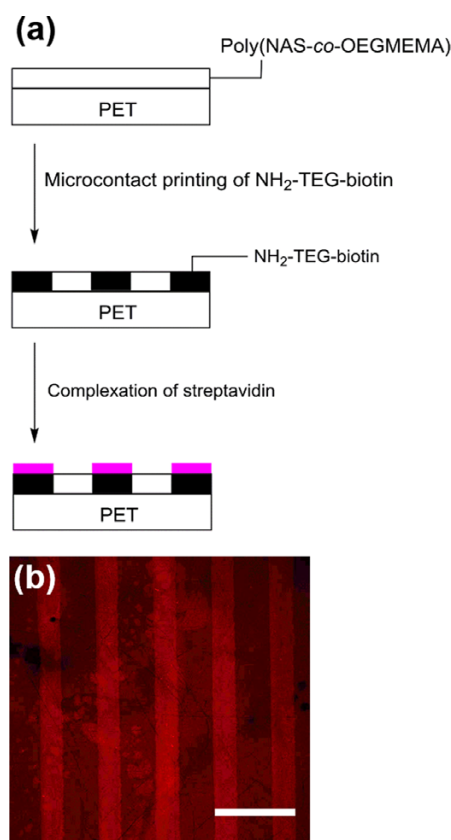 (a)
Poly(NAS-co-OEGMEMA)
PET
Microcontact printing of NH₂-TEG-biotin
NH₂-TEG-biotin
PET
Complexation of streptavidin
PET
(b)